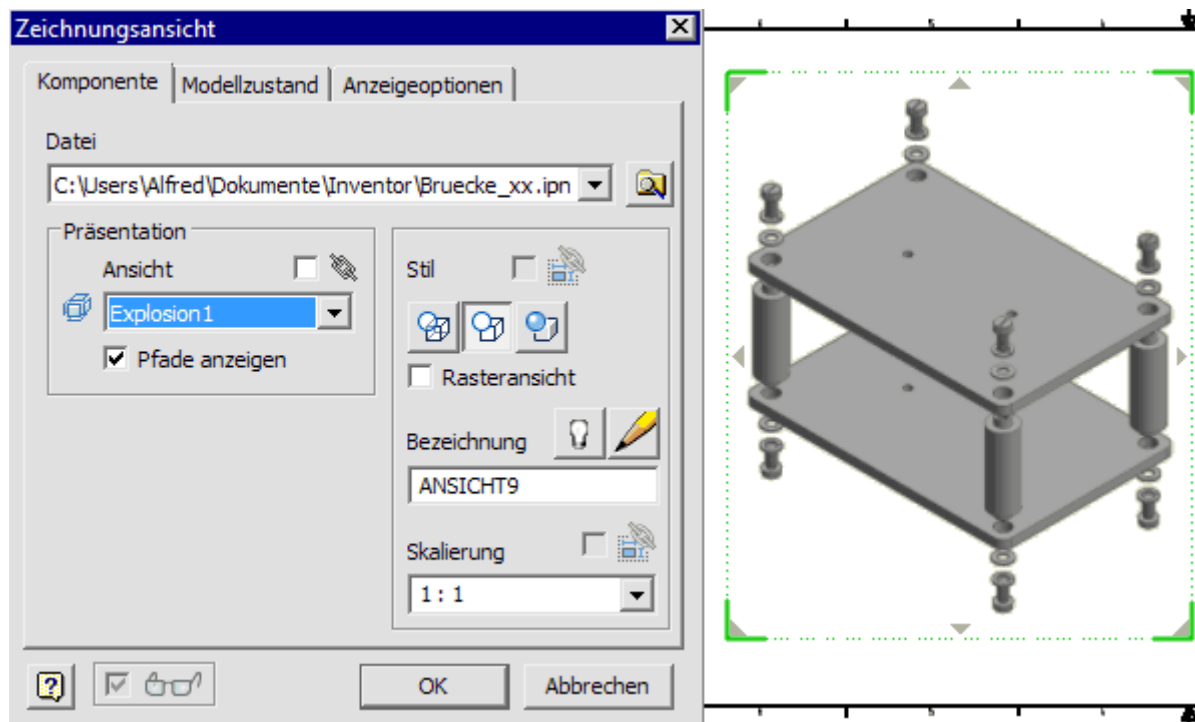 Zeichnungsansicht
Komponente Modellzustand Anzeigeoptionen
Datei
C:\Users\Alfred\Dokumente\Inventor\Bruecke_xx.ipn
Präsentation
Ansicht
Explosion1
Pfade anzeigen
Stil
Rasteransicht
Bezeichnung
ANSICHT9
Skalierung
1 : 1
OK Abbrechen